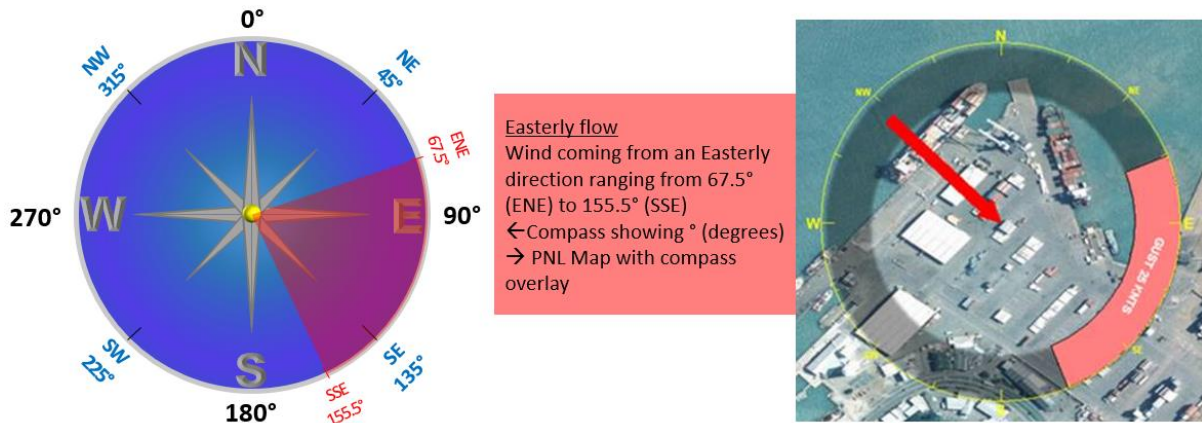 0°
N
NW
315°
NE
45°
ENE
67.5°
270°
W
E
90°
SW
225°
S
SE
135°
SSE
155.5°
180°
Easterly flow
Wind coming from an Easterly
direction ranging from 67.5°
(ENE) to 155.5° (SSE)
←Compass showing ° (degrees)
→ PNL Map with compass
overlay
N
NW
NE
W
E
GUST 25 KNTS
SE
S